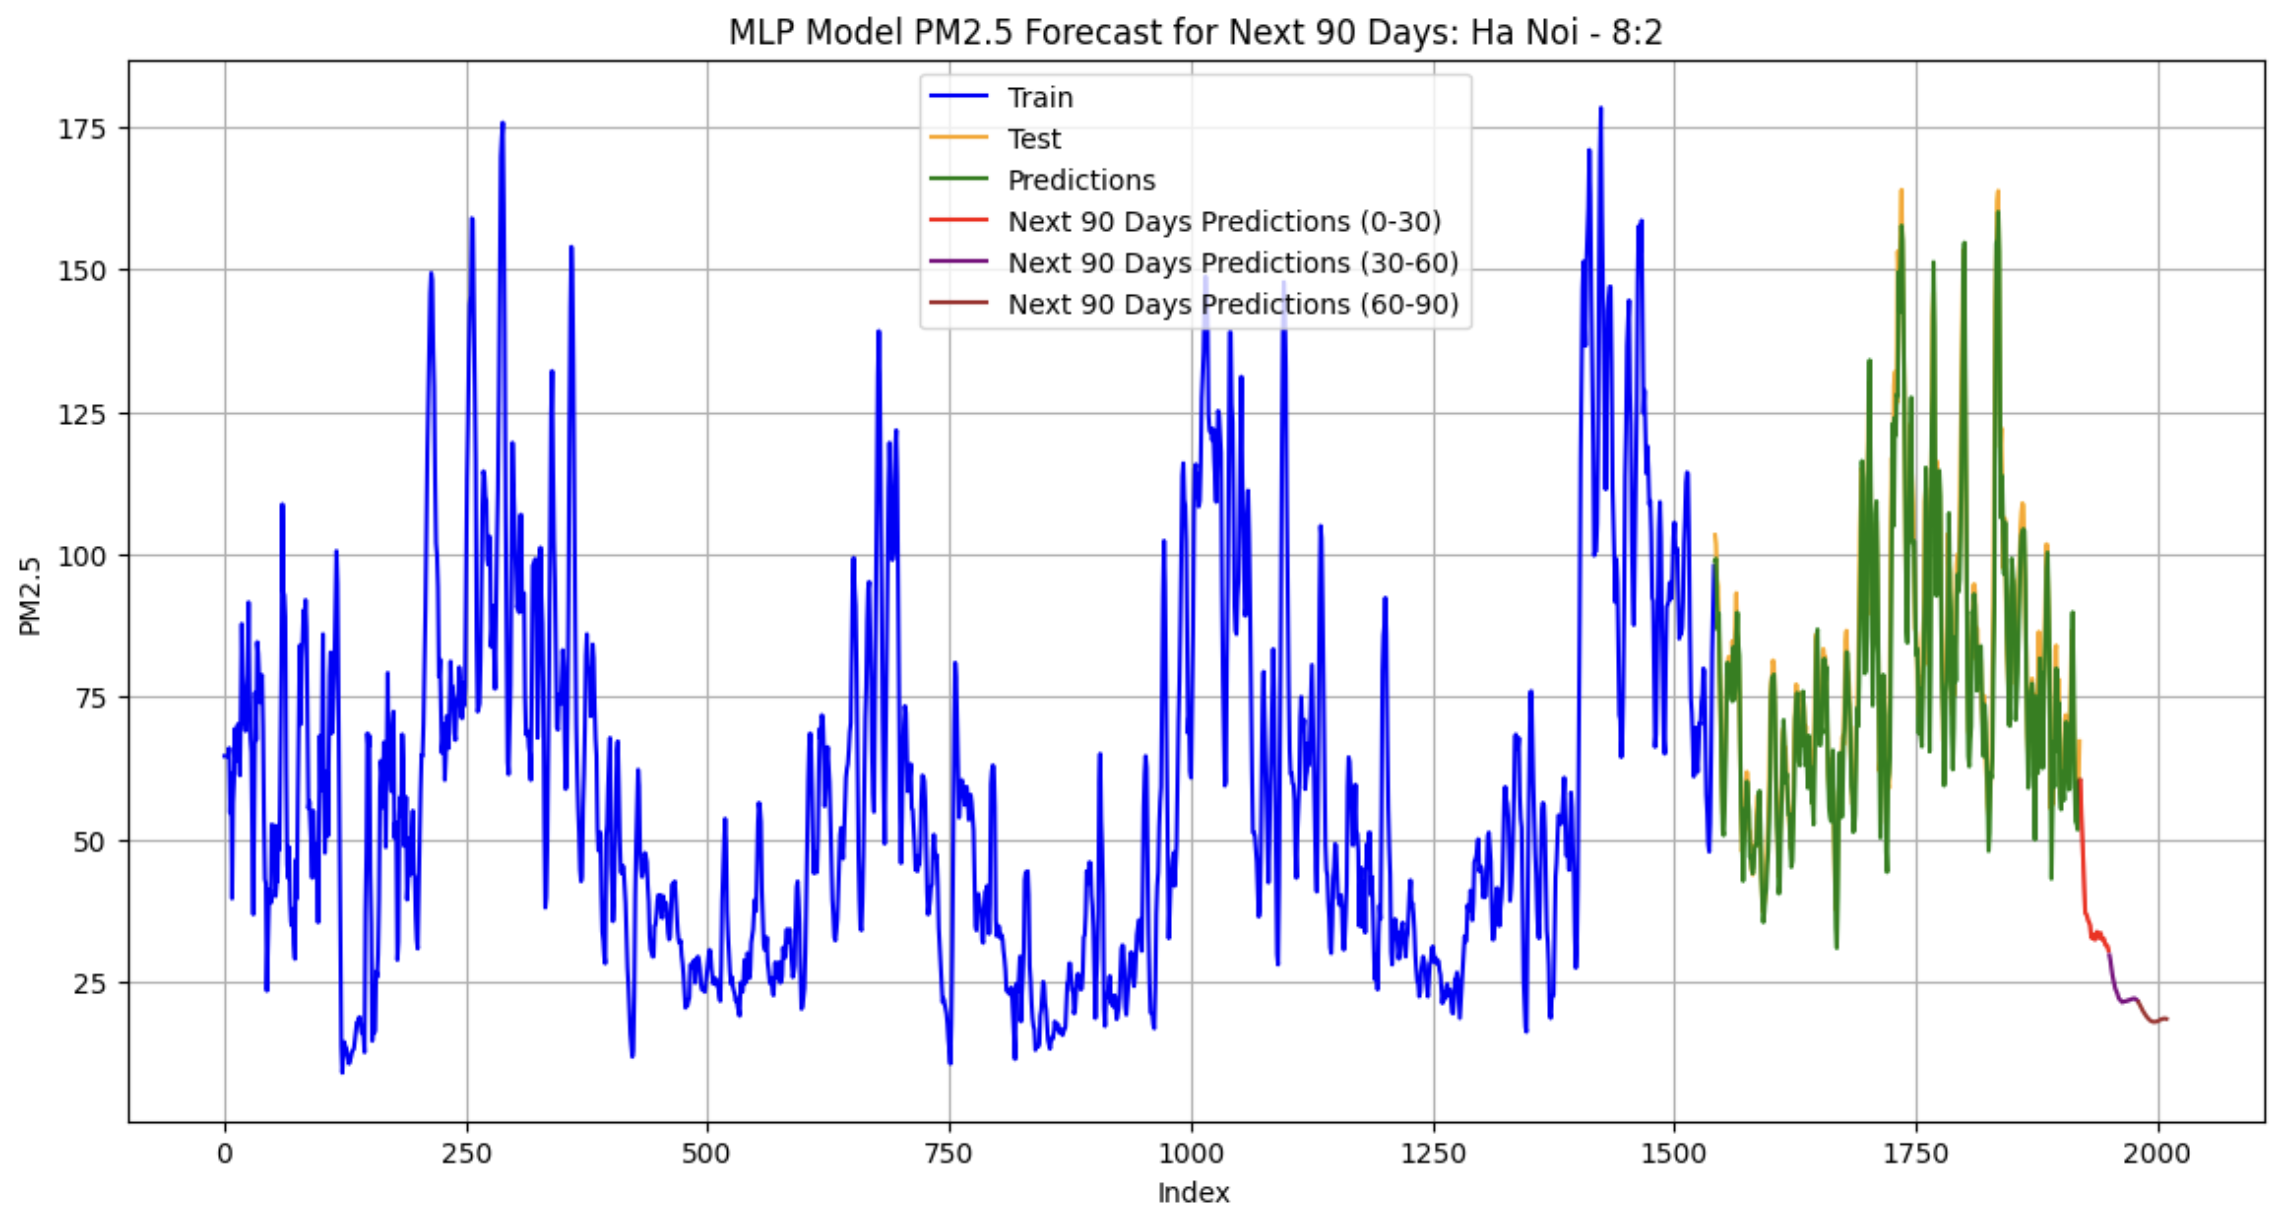 MLP Model PM2.5 Forecast for Next 90 Days: Ha Noi - 8:2
Train
Test
Predictions
Next 90 Days Predictions (0-30)
Next 90 Days Predictions (30-60)
Next 90 Days Predictions (60-90)
175
150
125
100
75
50
25
PM2.5
0 250 500 750 1000 1250 1500 1750 2000
Index